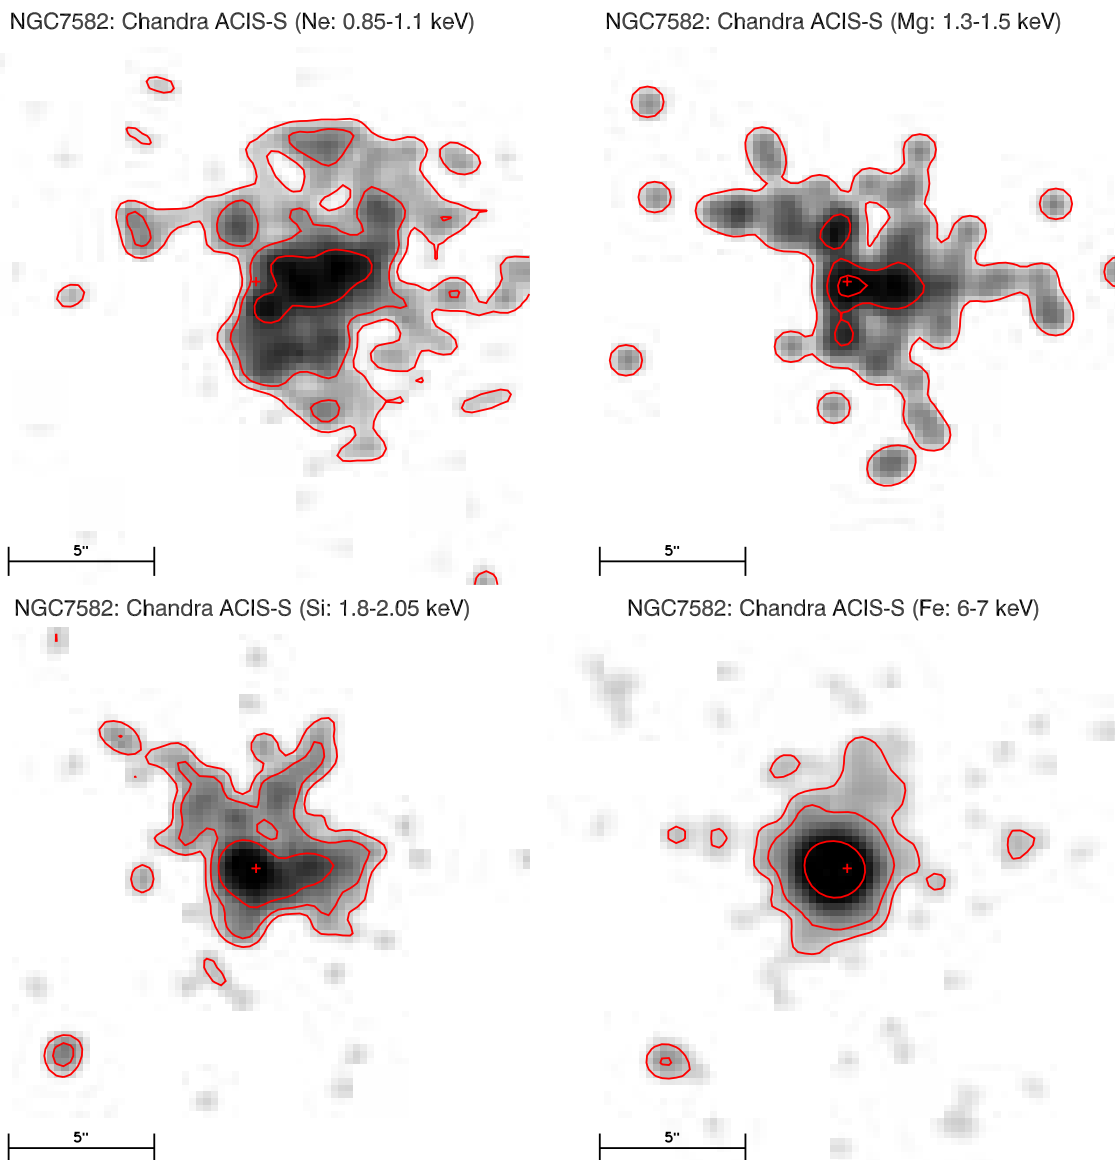 NGC7582: Chandra ACIS-S (Ne: 0.85-1.1 keV)
NGC7582: Chandra ACIS-S (Mg: 1.3-1.5 keV)
5"
5"
NGC7582: Chandra ACIS-S (Si: 1.8-2.05 keV)
NGC7582: Chandra ACIS-S (Fe: 6-7 keV)
5"
5"